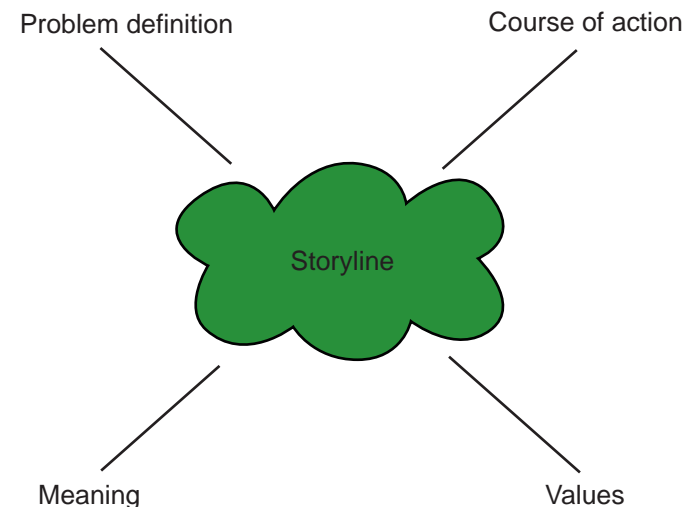 Problem definition
Course of action
Storyline
Meaning
Values